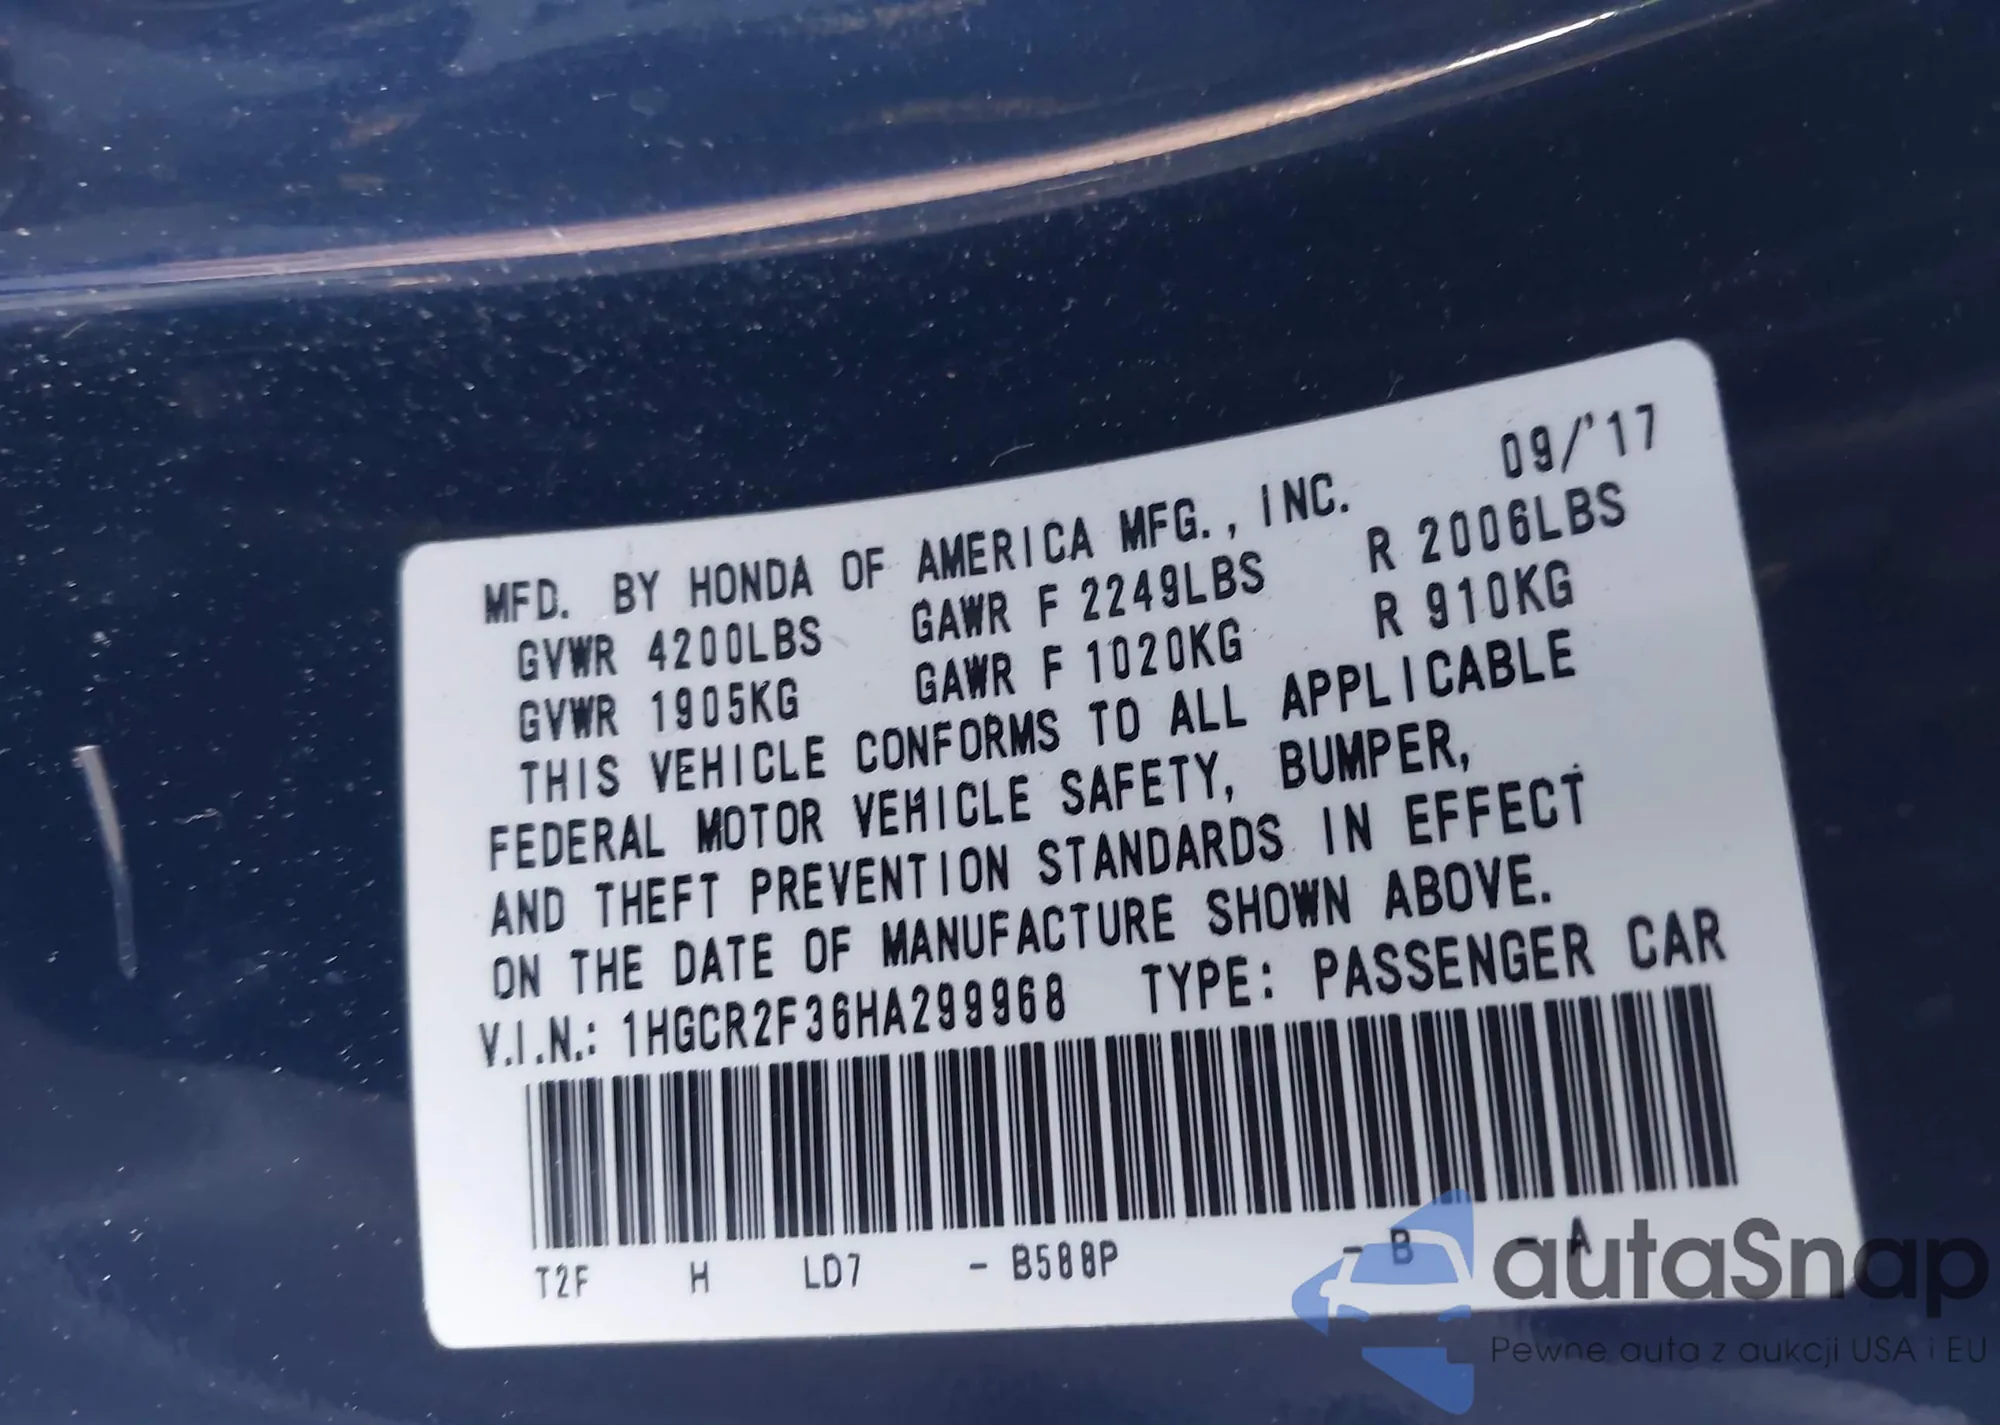 09/'17
MFD. BY HONDA OF AMERICA MFG., INC.
GVWR 4200LBS GAWR F 2249LBS R 2006LBS
GVWR 1905KG GAWR F 1020KG R 910KG
THIS VEHICLE CONFORMS TO ALL APPLICABLE
FEDERAL MOTOR VEHICLE SAFETY, BUMPER,
AND THEFT PREVENTION STANDARDS IN EFFECT
ON THE DATE OF MANUFACTURE SHOWN ABOVE.
V.I.N.: 1HGCR2F36HA299968 TYPE: PASSENGER CAR
T2F H LD7 - B588P - B - A
autaSnap
Pewne auta z aukcji USA i EU